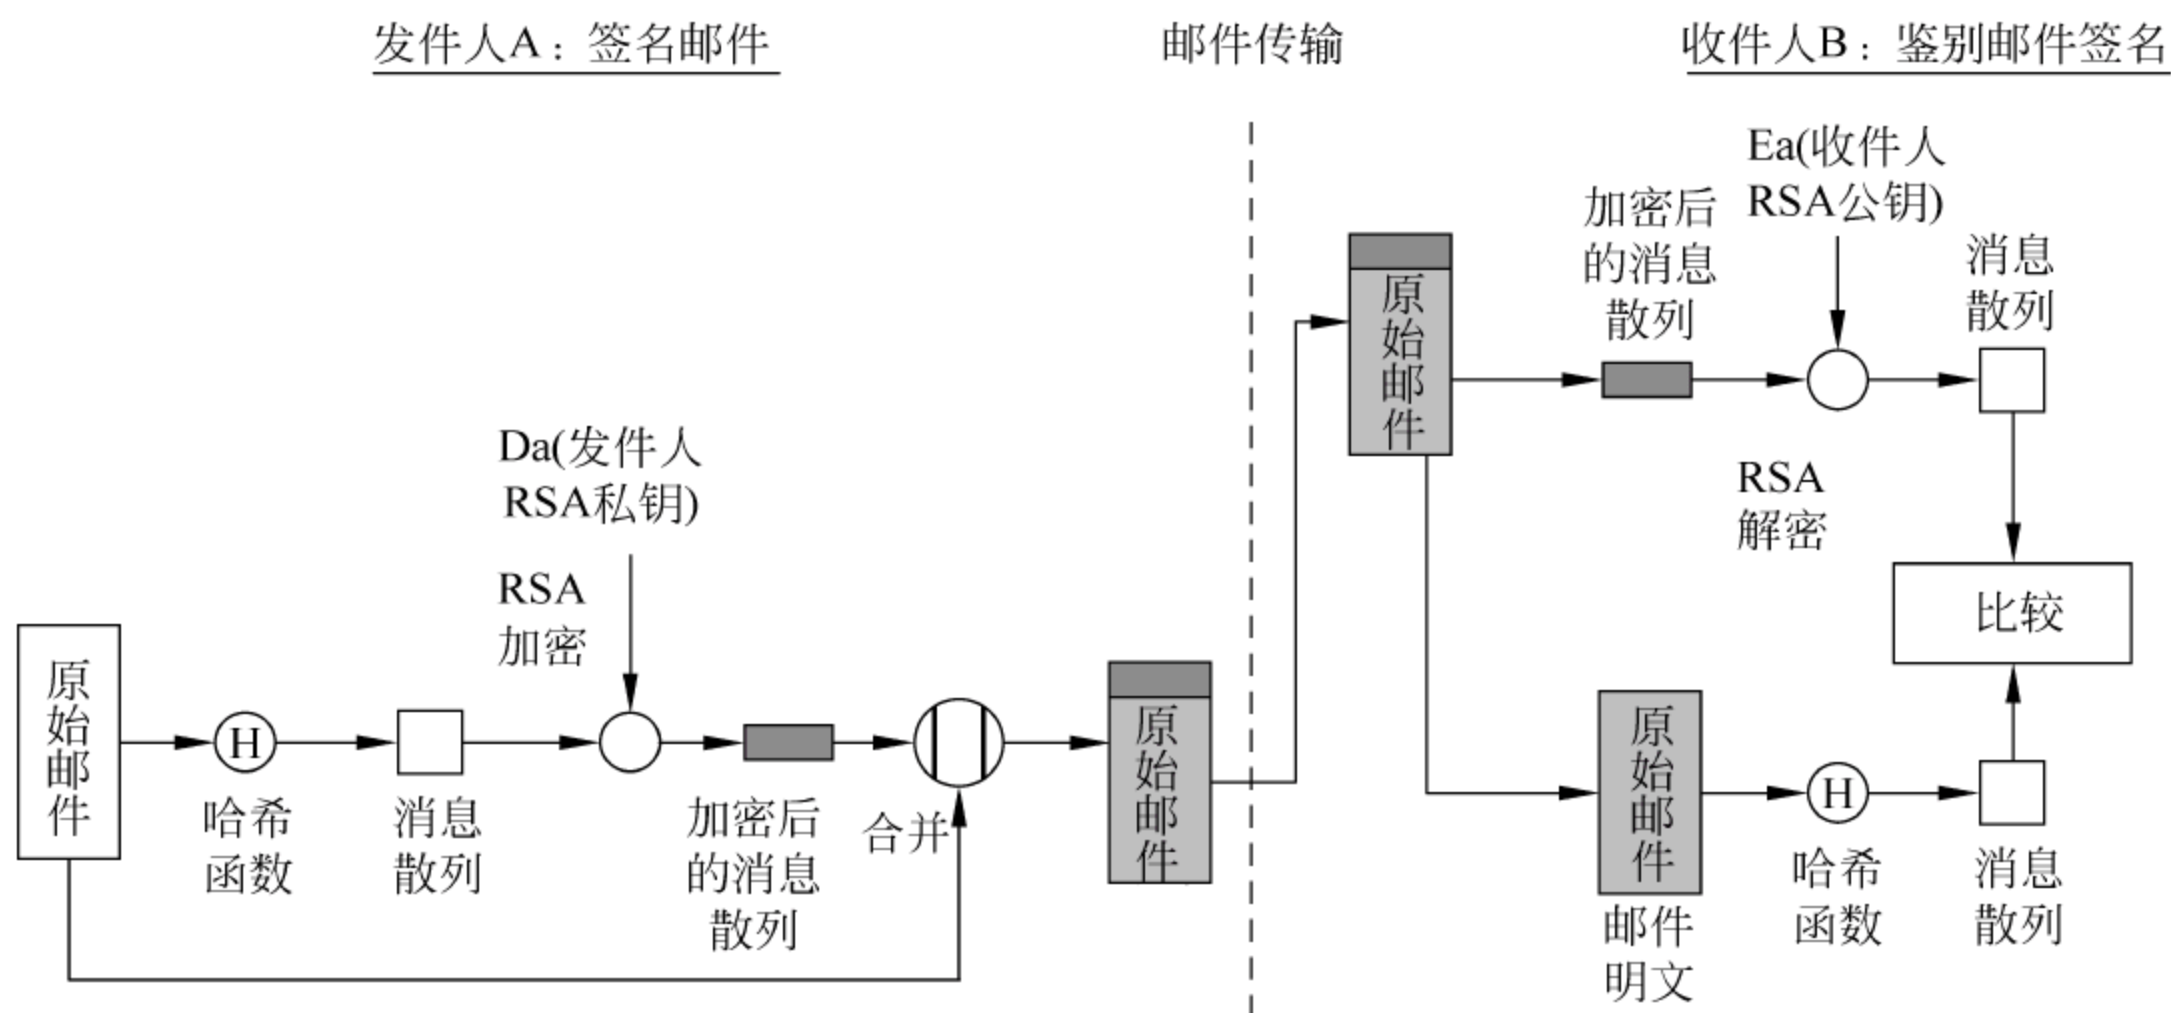 发件人A：签名邮件
邮件传输
收件人B：鉴别邮件签名
Ea(收件人
RSA公钥)
加密后
的消息
散列
消息
散列
原始邮件
RSA
解密
比较
Da(发件人
RSA私钥)
RSA
加密
原始邮件
H
哈希
函数
消息
散列
加密后
的消息
散列
合并
原始邮件
原始邮件
邮件
明文
H
哈希
函数
消息
散列